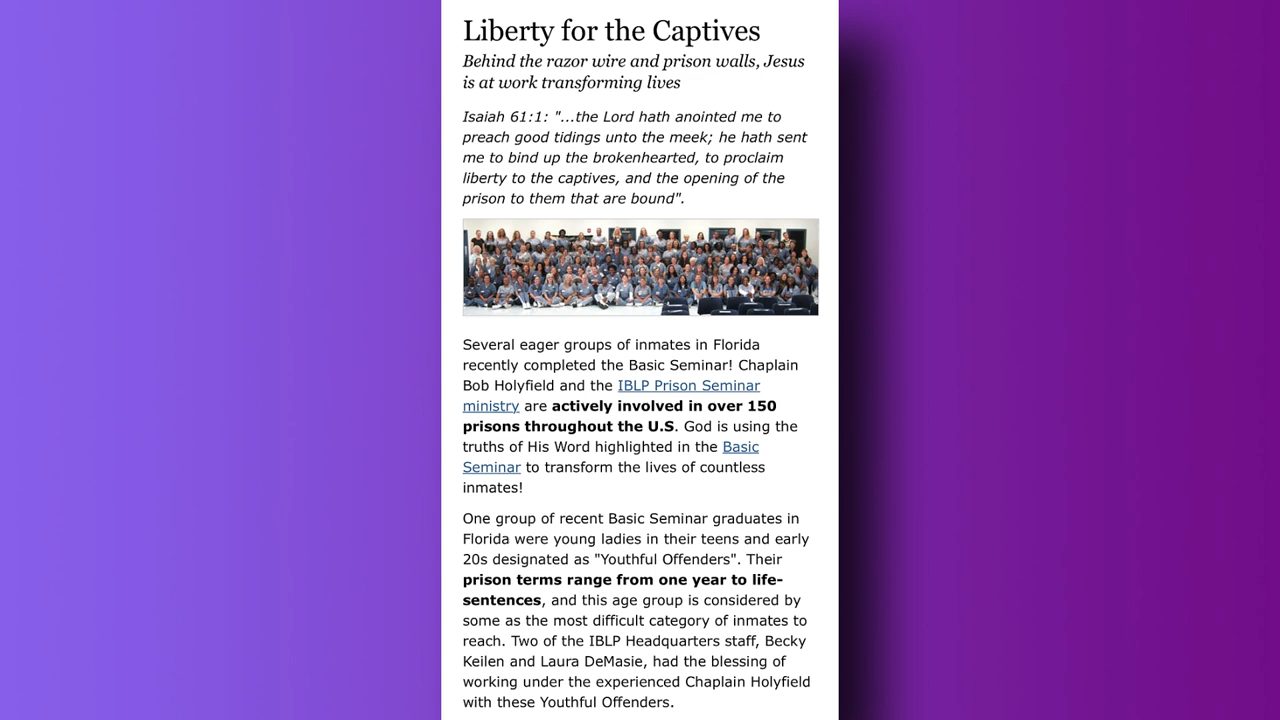 Liberty for the Captives
Behind the razor wire and prison walls, Jesus
is at work transforming lives
Isaiah 61:1: "...the Lord hath anointed me to
preach good tidings unto the meek; he hath sent
me to bind up the brokenhearted, to proclaim
liberty to the captives, and the opening of the
prison to them that are bound".
Several eager groups of inmates in Florida
recently completed the Basic Seminar! Chaplain
Bob Holyfield and the IBLP Prison Seminar
ministry are actively involved in over 150
prisons throughout the U.S. God is using the
truths of His Word highlighted in the Basic
Seminar to transform the lives of countless
inmates!
One group of recent Basic Seminar graduates in
Florida were young ladies in their teens and early
20s designated as "Youthful Offenders". Their
prison terms range from one year to life-
sentences, and this age group is considered by
some as the most difficult category of inmates to
reach. Two of the IBLP Headquarters staff, Becky
Keilen and Laura DeMasie, had the blessing of
working under the experienced Chaplain Holyfield
with these Youthful Offenders.